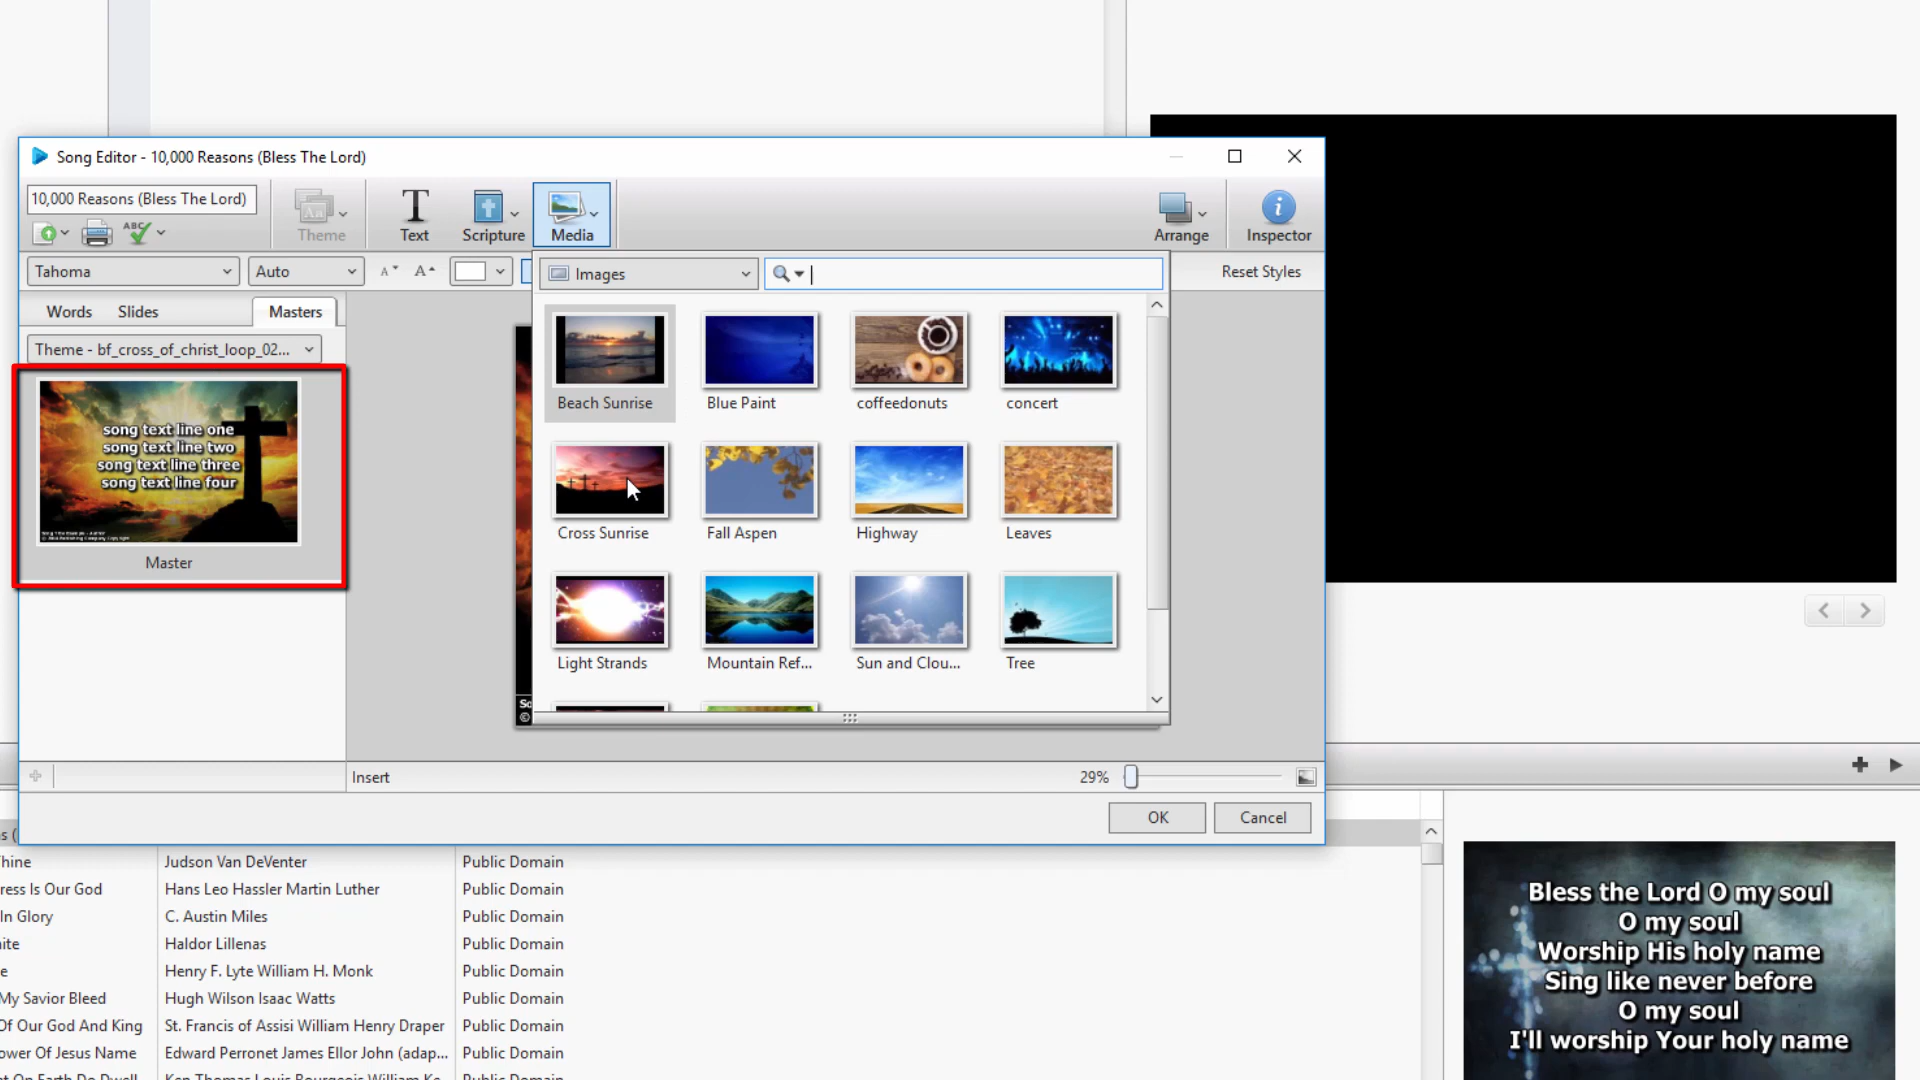 Song Editor - 10,000 Reasons (Bless The Lord)
10,000 Reasons (Bless The Lord)
Theme
Text
Scripture
Media
Arrange
Inspector
ABC
Tahoma
Auto
A
A
Images
Reset Styles
Words
Slides
Masters
Theme - bf_cross_of_christ_loop_02...
song text line one
song text line two
song text line three
song text line four
Master
Beach Sunrise
Blue Paint
coffeedonuts
concert
Cross Sunrise
Fall Aspen
Highway
Leaves
Light Strands
Mountain Ref...
Sun and Clou...
Tree
So
©
Insert
29%
OK
Cancel
s (
hine
Judson Van DeVenter
Public Domain
ress Is Our God
Hans Leo Hassler Martin Luther
Public Domain
In Glory
C. Austin Miles
Public Domain
ite
Haldor Lillenas
Public Domain
e
Henry F. Lyte William H. Monk
Public Domain
My Savior Bleed
Hugh Wilson Isaac Watts
Public Domain
Of Our God And King
St. Francis of Assisi William Henry Draper
Public Domain
ower Of Jesus Name
Edward Perronet James Ellor John (adap...
Public Domain
Bless the Lord O my soul
O my soul
Worship His holy name
Sing like never before
O my soul
I'll worship Your holy name